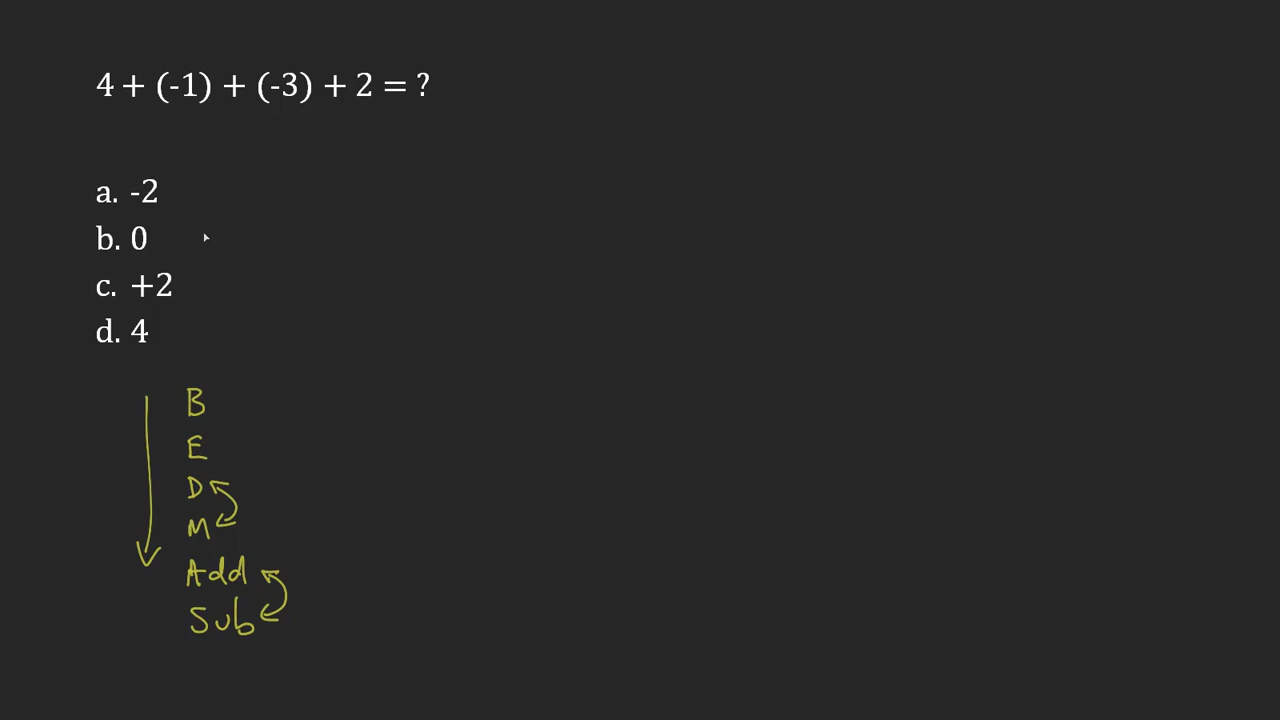 4 + (-1) + (-3) + 2 = ?
a. -2
b. 0
c. +2
d. 4
B
E
D
M
Add
Sub